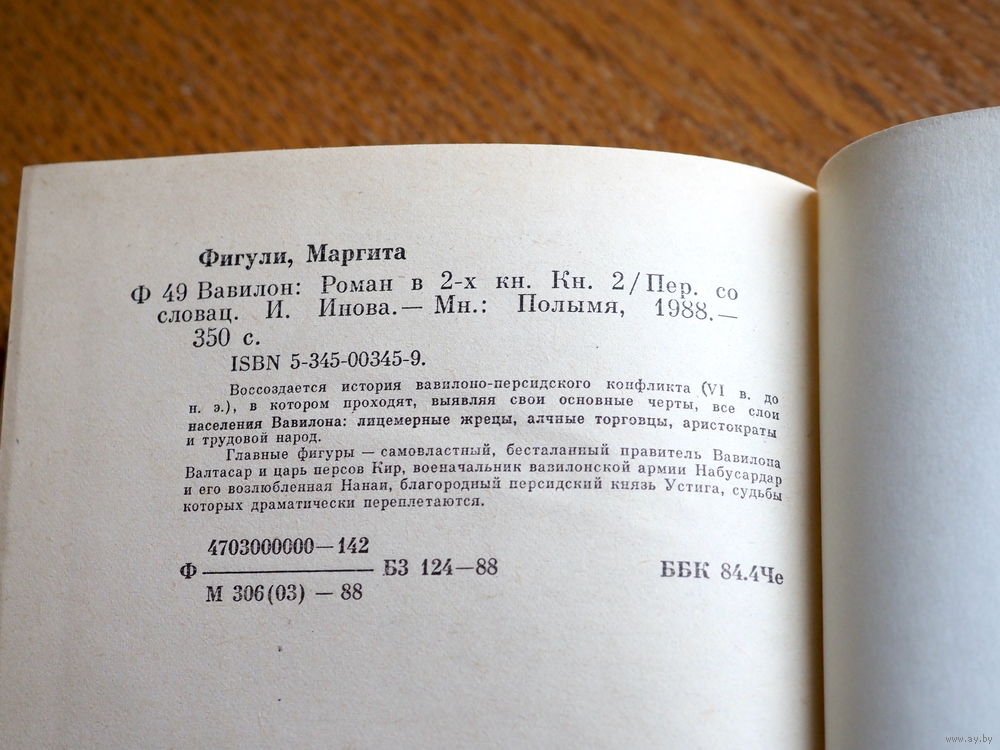 Фигули, Маргита
Ф 49 Вавилон: Роман в 2-х кн. Кн. 2/Пер. со
словац. И. Инова.— Мн.: Полымя, 1988.—
350 с.
ISBN 5-345-00345-9.
Воссоздается история вавилоно-персидского конфликта (VI в. до
н. э.), в котором проходят, выявляя свои основные черты, все слои
населения Вавилона: лицемерные жрецы, алчные торговцы, аристократы
и трудовой народ.
Главные фигуры — самовластный, бесталанный правитель Вавилона
Валтасар и царь персов Кир, военачальник вавилонской армии Набусардар
и его возлюбленная Нанаи, благородный персидский князь Устига, судьбы
которых драматически переплетаются.
4703000000—142
Ф БЗ 124—88 ББК 84.4Че
М 306(03) — 88
www.ay.by